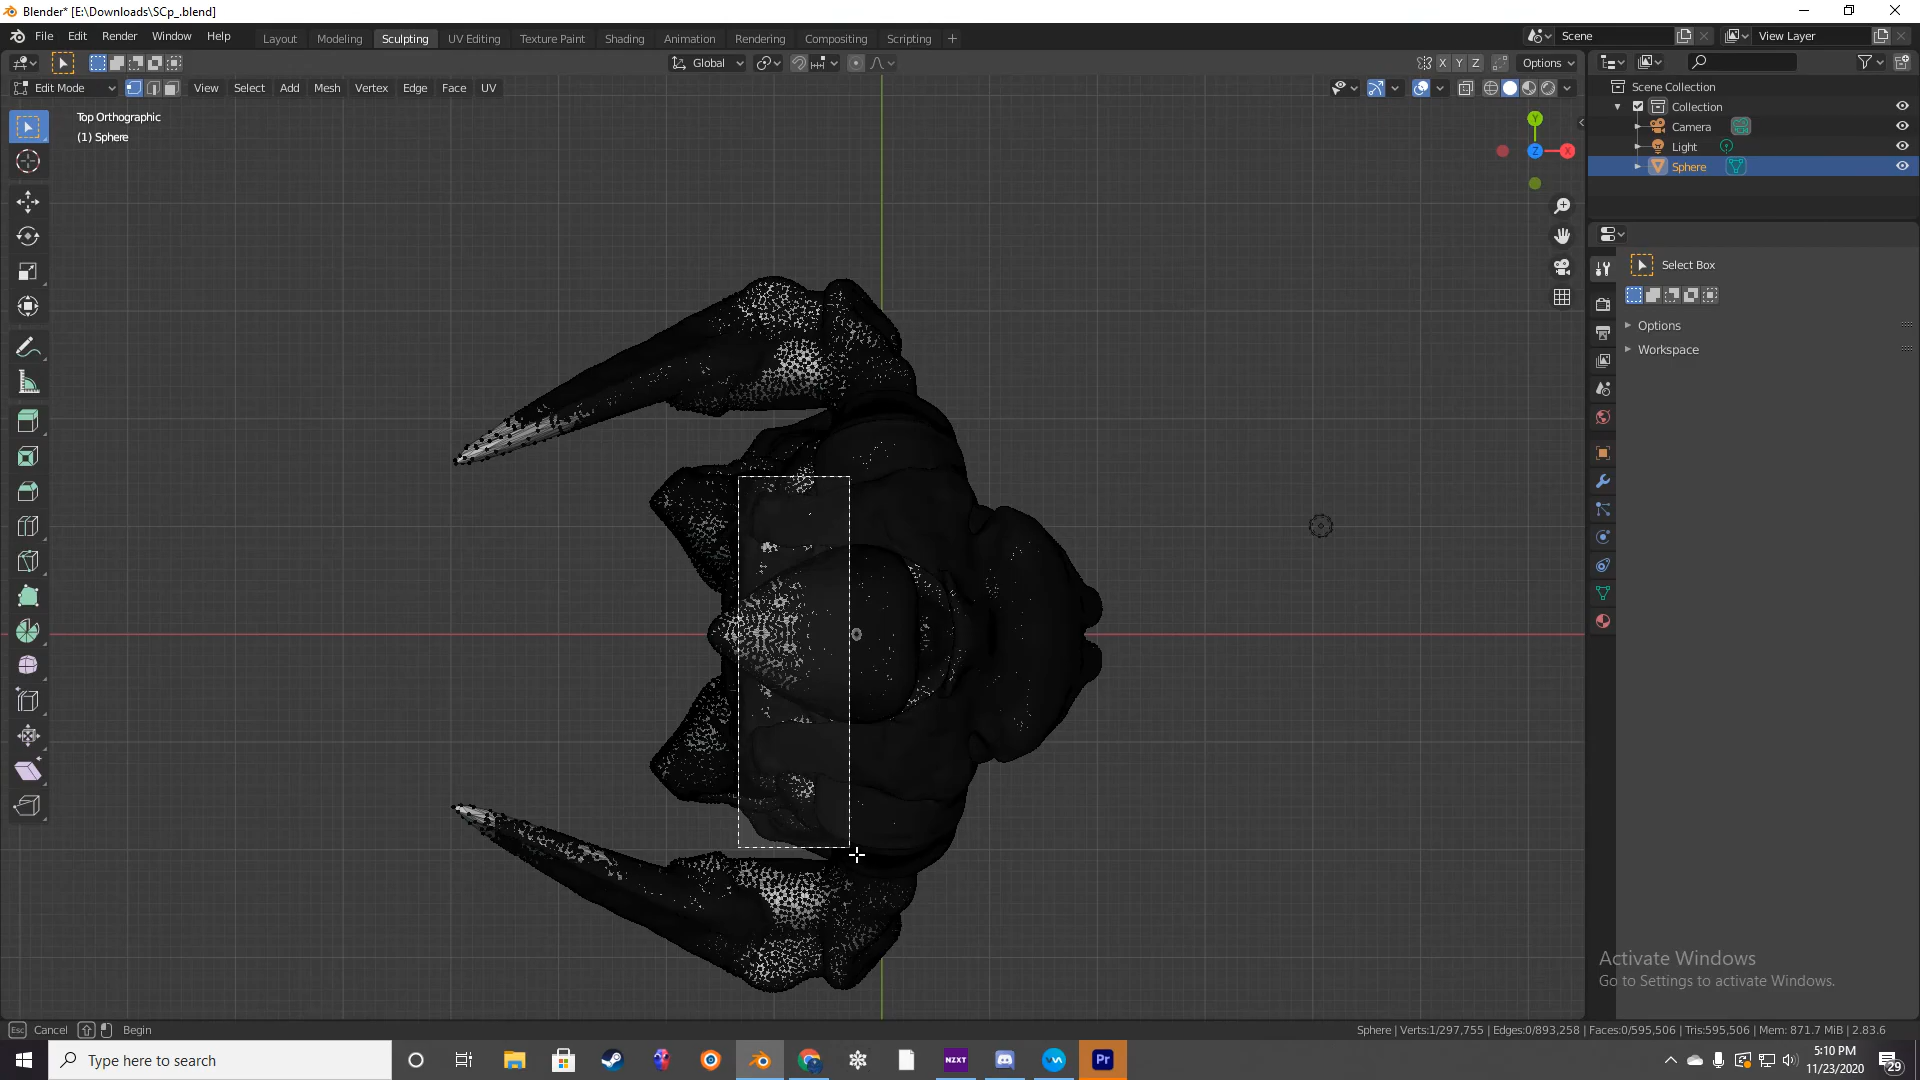 Blender* [E:\Downloads\SCp_.blend]
File Edit Render Window Help Layout Modeling Sculpting UV Editing Texture Paint Shading Animation Rendering Compositing Scripting + Scene View Layer
Global X Y Z Options
Edit Mode View Select Add Mesh Vertex Edge Face UV
Top Orthographic
(1) Sphere
Y
Z
X
Scene Collection
Collection
Camera
Light
Sphere
Select Box
Options
Workspace
Activate Windows
Go to Settings to activate Windows.
Esc Cancel Begin Sphere | Verts:1/297,755 | Edges:0/893,258 | Faces:0/595,506 | Tris:595,506 | Mem: 871.7 MiB | 2.83.6
Type here to search NZXT Pr 5:10 PM
11/23/2020 29